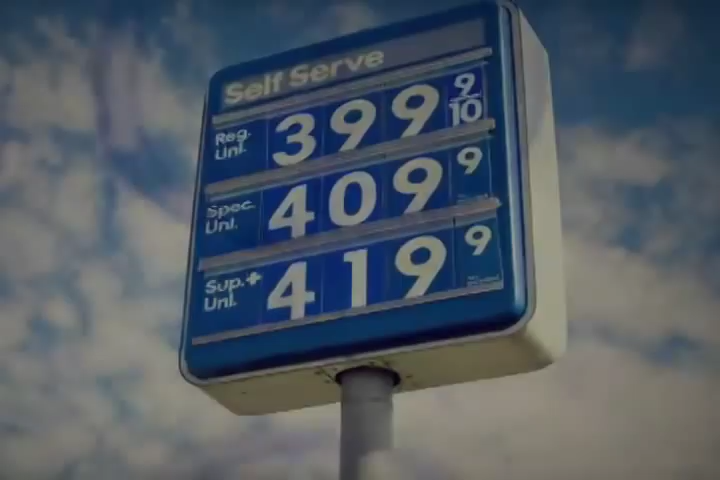 Self Serve
Reg. Unl. 399 9/10
Spec. Unl. 409 9
Sup.+ Unl. 419 9